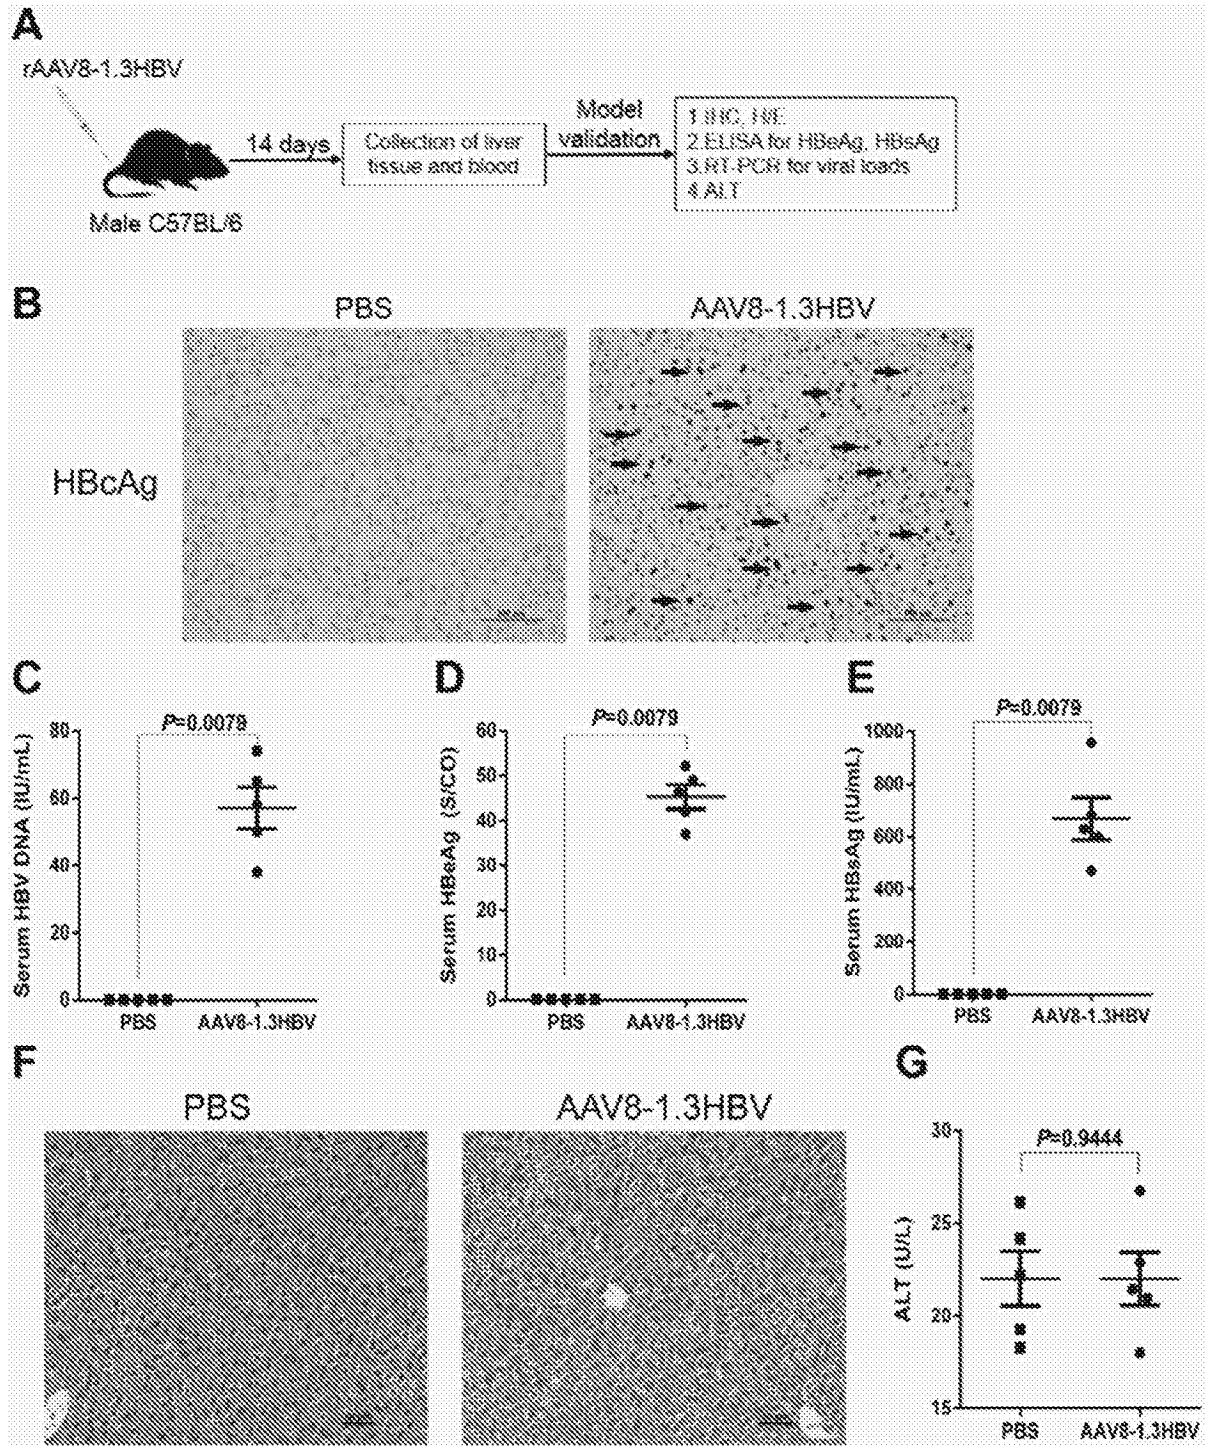 A
rAAV8-1.3HBV
14 days
Collection of liver
tissue and blood
Model
validation
1.IHC, H/E
2.ELISA for HBeAg, HBsAg
3.RT-PCR for viral loads
4.ALT
Male C57BL/6
B
PBS
AAV8-1.3HBV
HBcAg
C
Serum HBV DNA (IU/mL)
80
60
40
20
0
P=0.0079
PBS
AAV8-1.3HBV
D
Serum HBeAg (S/CO)
60
50
40
30
20
10
0
P=0.0079
PBS
AAV8-1.3HBV
E
Serum HBsAg (IU/mL)
1000
800
600
400
200
0
P=0.0079
PBS
AAV8-1.3HBV
F
PBS
AAV8-1.3HBV
G
ALT (U/L)
30
25
20
15
P=0.9444
PBS
AAV8-1.3HBV